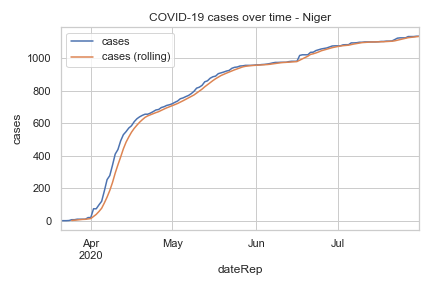 COVID-19 cases over time - Niger
cases
cases (rolling)
1000
800
600
400
200
0
cases
Apr
2020
May
Jun
Jul
dateRep